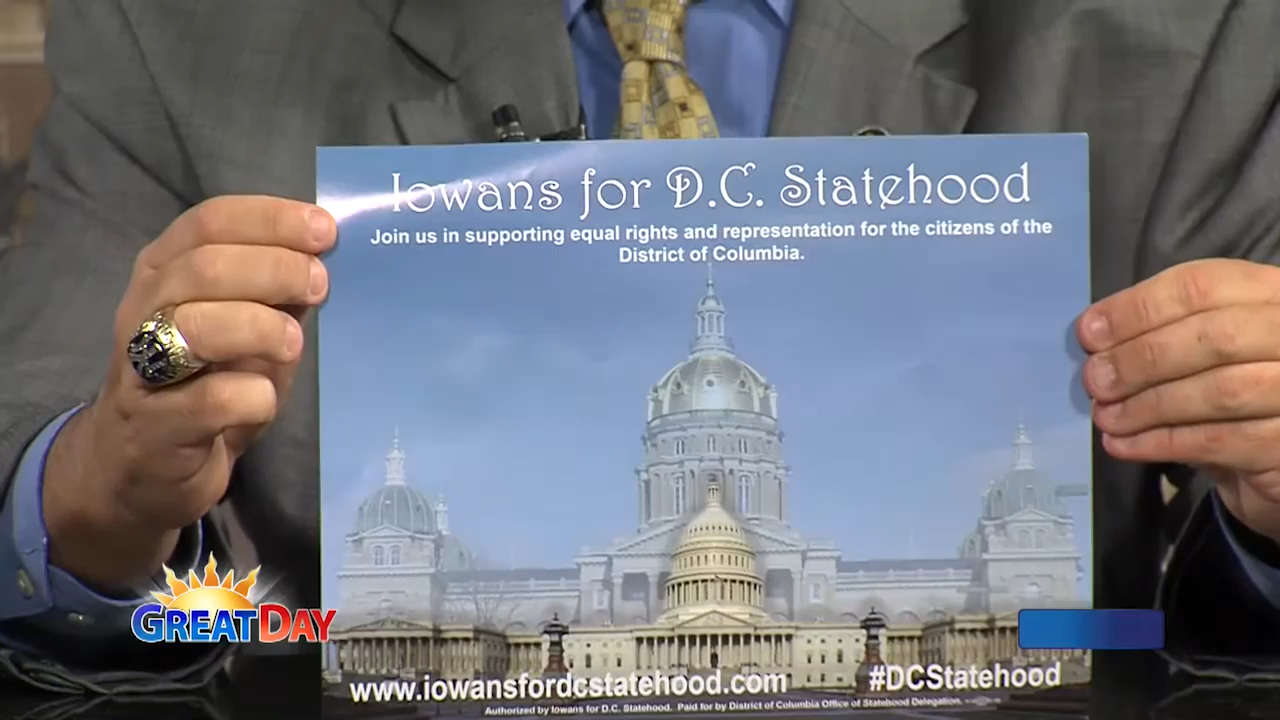 Iowans for D.C. Statehood
Join us in supporting equal rights and representation for the citizens of the
District of Columbia.
www.iowansfordcstatehood.com
#DCStatehood
Authorized by Iowans for D.C. Statehood. Paid for by District of Columbia Office of Statehood Delegation.
GREAT DAY